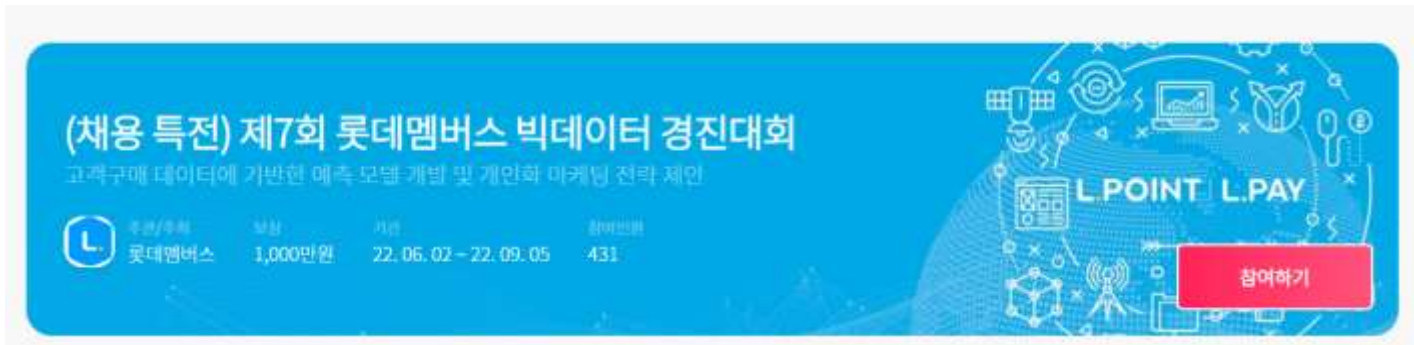 (채용 특전) 제7회 롯데멤버스 빅데이터 경진대회
고객구매 데이터에 기반한 예측 모델 개발 및 개인화 마케팅 전략 제안
L.POINT L.PAY
L.
주관/주최 보상 기간 참여인원
롯데멤버스 1,000만원 22. 06. 02 ~ 22. 09. 05 431
참여하기